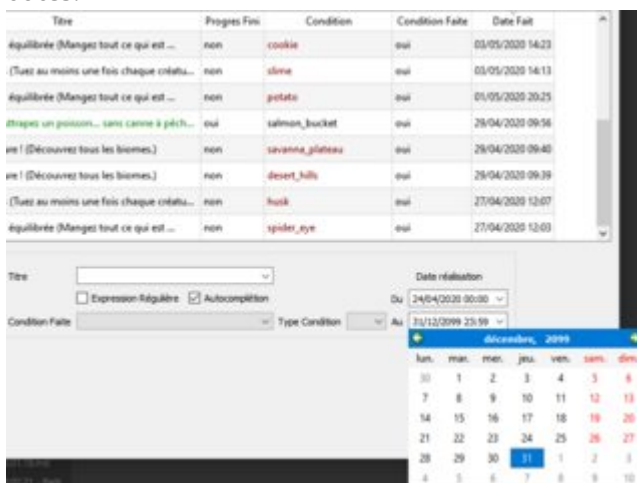 Titre Progres Fini Condition Condition Faite Date Fait
équilibrée (Mangez tout ce qui est ... non cookie oui 03/05/2020 14:23
(Tuez au moins une fois chaque créatu... non slime oui 03/05/2020 14:13
équilibrée (Mangez tout ce qui est ... non potato oui 01/05/2020 20:25
ttrapez un poisson... sans canne à pêch... oui salmon_bucket oui 29/04/2020 09:56
re ! (Découvrez tous les biomes.) non savanna_plateau oui 29/04/2020 09:40
re ! (Découvrez tous les biomes.) non desert_hills oui 29/04/2020 09:39
(Tuez au moins une fois chaque créatu... non husk oui 27/04/2020 12:07
équilibrée (Mangez tout ce qui est ... non spider_eye oui 27/04/2020 12:03
Titre Date réalisation
Expression Régulière Autocomplétion Du 24/04/2020 00:00
Condition Faite Type Condition Au 31/12/2099 23:59
décembre, 2099
lun. mar. mer. jeu. ven. sam. dim.
30 1 2 3 4 5 6
7 8 9 10 11 12 13
14 15 16 17 18 19 20
21 22 23 24 25 26 27
28 29 30 31 1 2 3
4 5 6 7 8 9 10